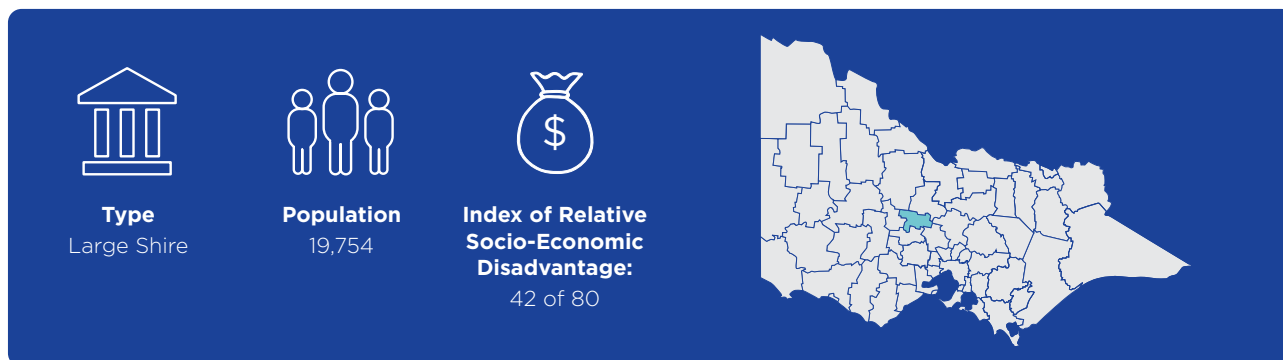 $
Type
Large Shire
Population
19,754
Index of Relative
Socio-Economic
Disadvantage:
42 of 80